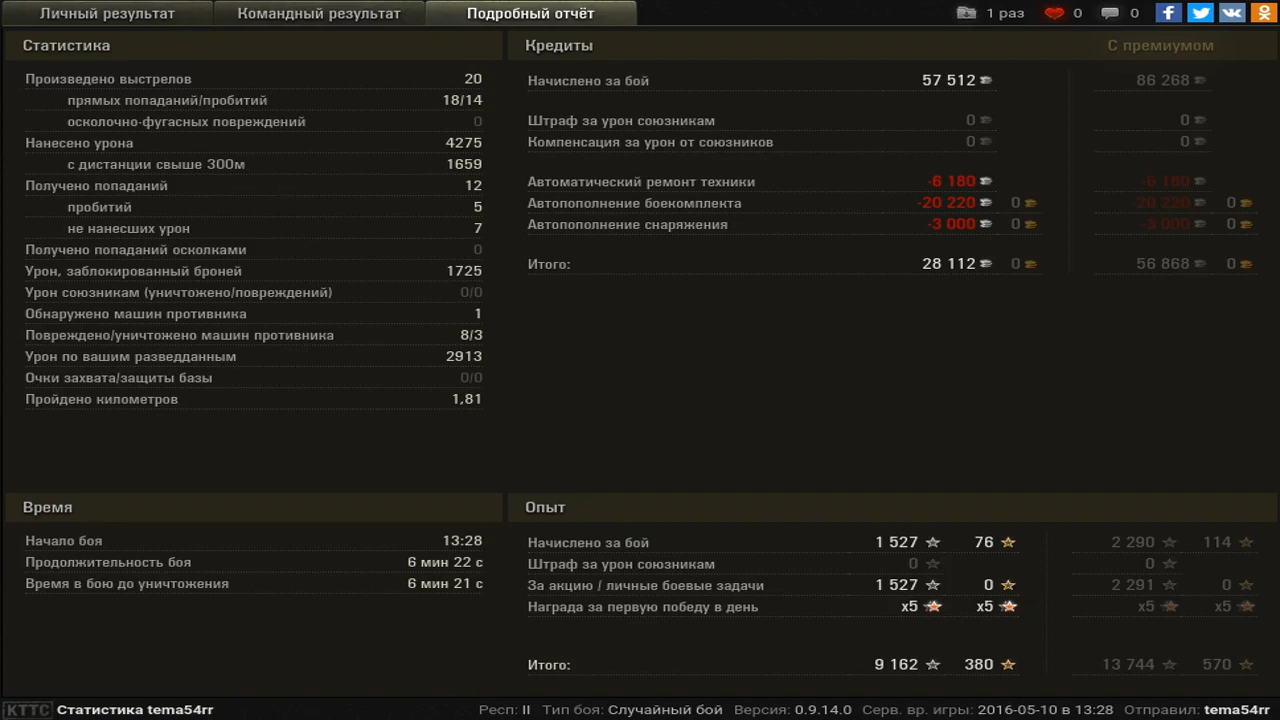 Личный результат Командный результат Подробный отчёт 1 раз 0 0 f
Статистика
Произведено выстрелов 20
прямых попаданий/пробитий 18/14
осколочно-фугасных повреждений 0
Нанесено урона 4275
с дистанции свыше 300м 1659
Получено попаданий 12
пробитий 5
не нанесших урон 7
Получено попаданий осколками 0
Урон, заблокированный броней 1725
Урон союзникам (уничтожено/повреждений) 0/0
Обнаружено машин противника 1
Повреждено/уничтожено машин противника 8/3
Урон по вашим разведданным 2913
Очки захвата/защиты базы 0/0
Пройдено километров 1,81
Кредиты С премиумом
Начислено за бой 57 512 86 268
Штраф за урон союзникам 0 0
Компенсация за урон от союзников 0 0
Автоматический ремонт техники -6 180 -6 180
Автопополнение боекомплекта -20 220 0 -20 220 0
Автопополнение снаряжения -3 000 0 -3 000 0
Итого: 28 112 0 56 868 0
Время
Начало боя 13:28
Продолжительность боя 6 мин 22 с
Время в бою до уничтожения 6 мин 21 с
Опыт
Начислено за бой 1 527 76 2 290 114
Штраф за урон союзникам 0 0
За акцию / личные боевые задачи 1 527 0 2 291 0
Награда за первую победу в день x5 x5 x5 x5
Итого: 9 162 380 13 744 570
КТТС Статистика tema54rr Респ: II Тип боя: Случайный бой Версия: 0.9.14.0 Серв. вр. игры: 2016-05-10 в 13:28 Отправил: tema54rr